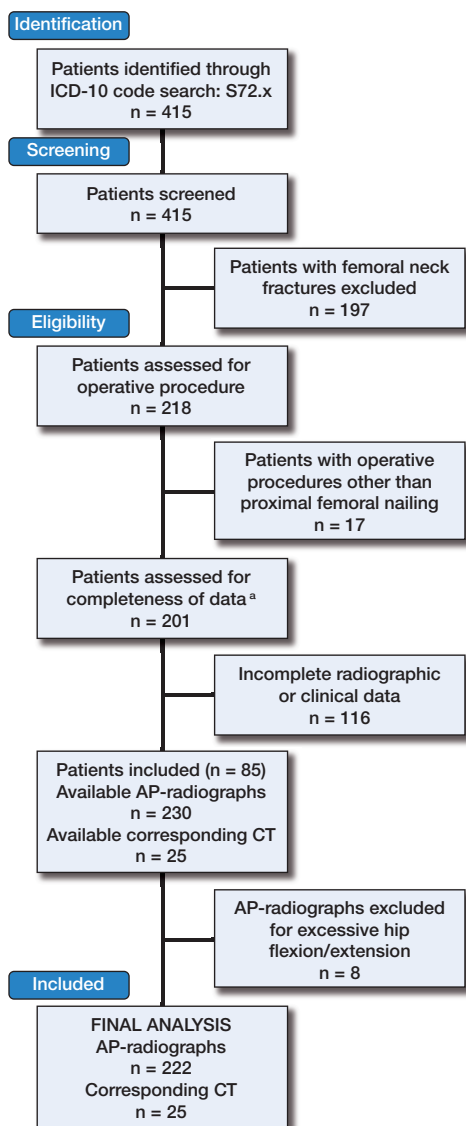 Identification
Patients identified through
ICD-10 code search: S72.x
n = 415
Screening
Patients screened
n = 415
Patients with femoral neck
fractures excluded
n = 197
Eligibility
Patients assessed for
operative procedure
n = 218
Patients with operative
procedures other than
proximal femoral nailing
n = 17
Patients assessed for
completeness of data a
n = 201
Incomplete radiographic
or clinical data
n = 116
Patients included (n = 85)
Available AP-radiographs
n = 230
Available corresponding CT
n = 25
AP-radiographs excluded
for excessive hip
flexion/extension
n = 8
Included
FINAL ANALYSIS
AP-radiographs
n = 222
Corresponding CT
n = 25